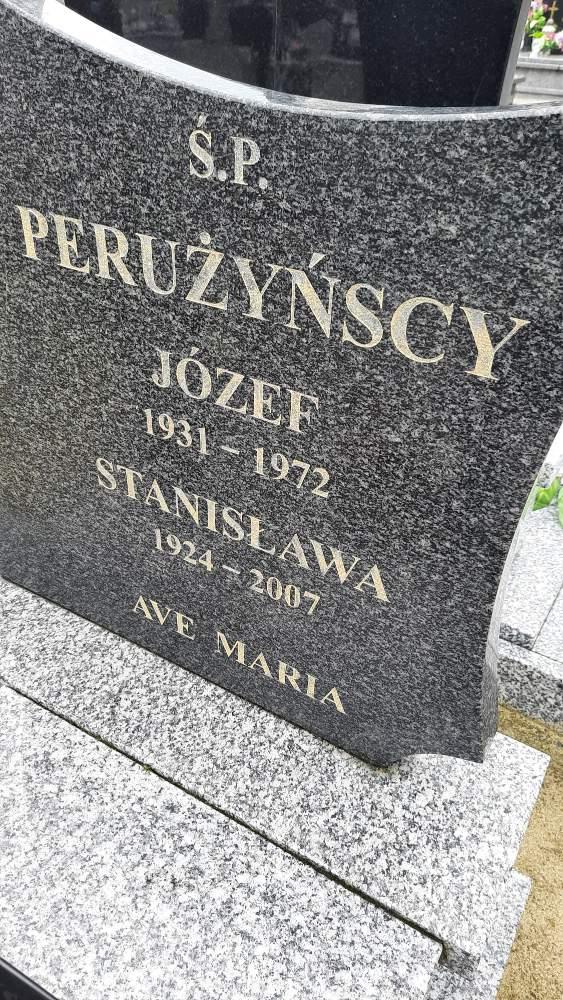 Ś.P.
PERUŻYŃSCY
JÓZEF
1931 – 1972
STANISŁAWA
1924 – 2007
AVE MARIA